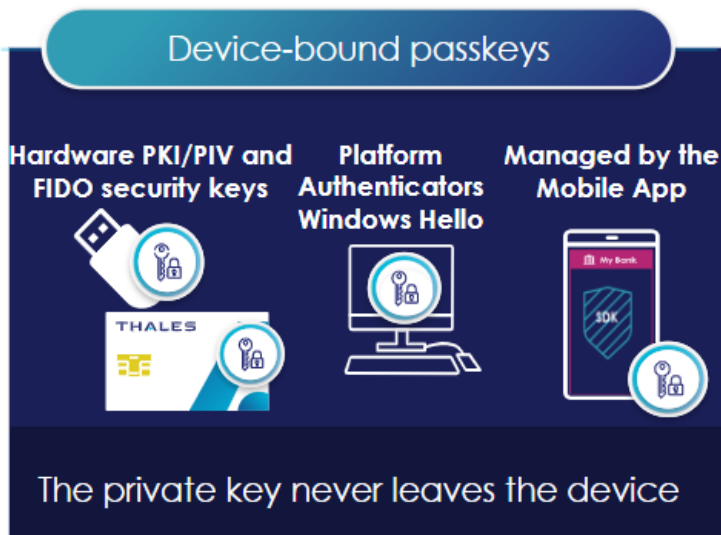 Device-bound passkeys
Hardware PKI/PIV and
FIDO security keys
Platform
Authenticators
Windows Hello
Managed by the
Mobile App
THALES
My Bank
SDK
The private key never leaves the device